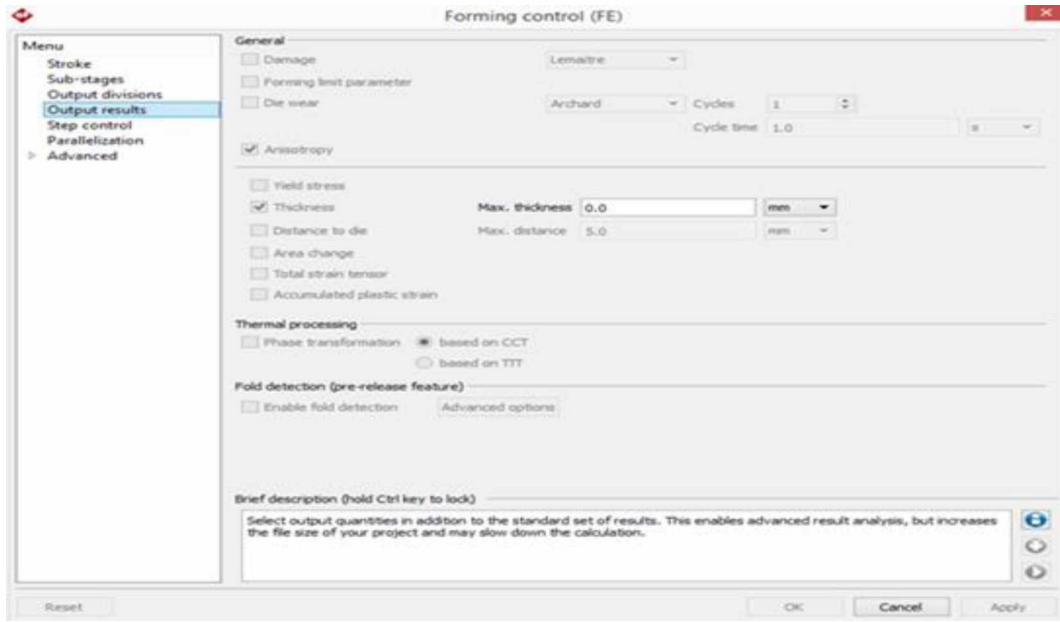 Forming control (FE)
Menu
Stroke
Sub-stages
Output divisions
Output results
Step control
Parallelization
Advanced
General
Damage Lemaitre
Forming limit parameter
Die wear Archard Cycles 1
Cycle time 1.0 s
Anisotropy
Yield stress
Thickness Max. thickness 0.0 mm
Distance to die Max. distance 5.0 mm
Area change
Total strain tensor
Accumulated plastic strain
Thermal processing
Phase transformation based on CCT
based on TTT
Fold detection (pre-release feature)
Enable fold detection Advanced options
Brief description (hold Ctrl key to lock)
Select output quantities in addition to the standard set of results. This enables advanced result analysis, but increases
the file size of your project and may slow down the calculation.
Reset OK Cancel Apply